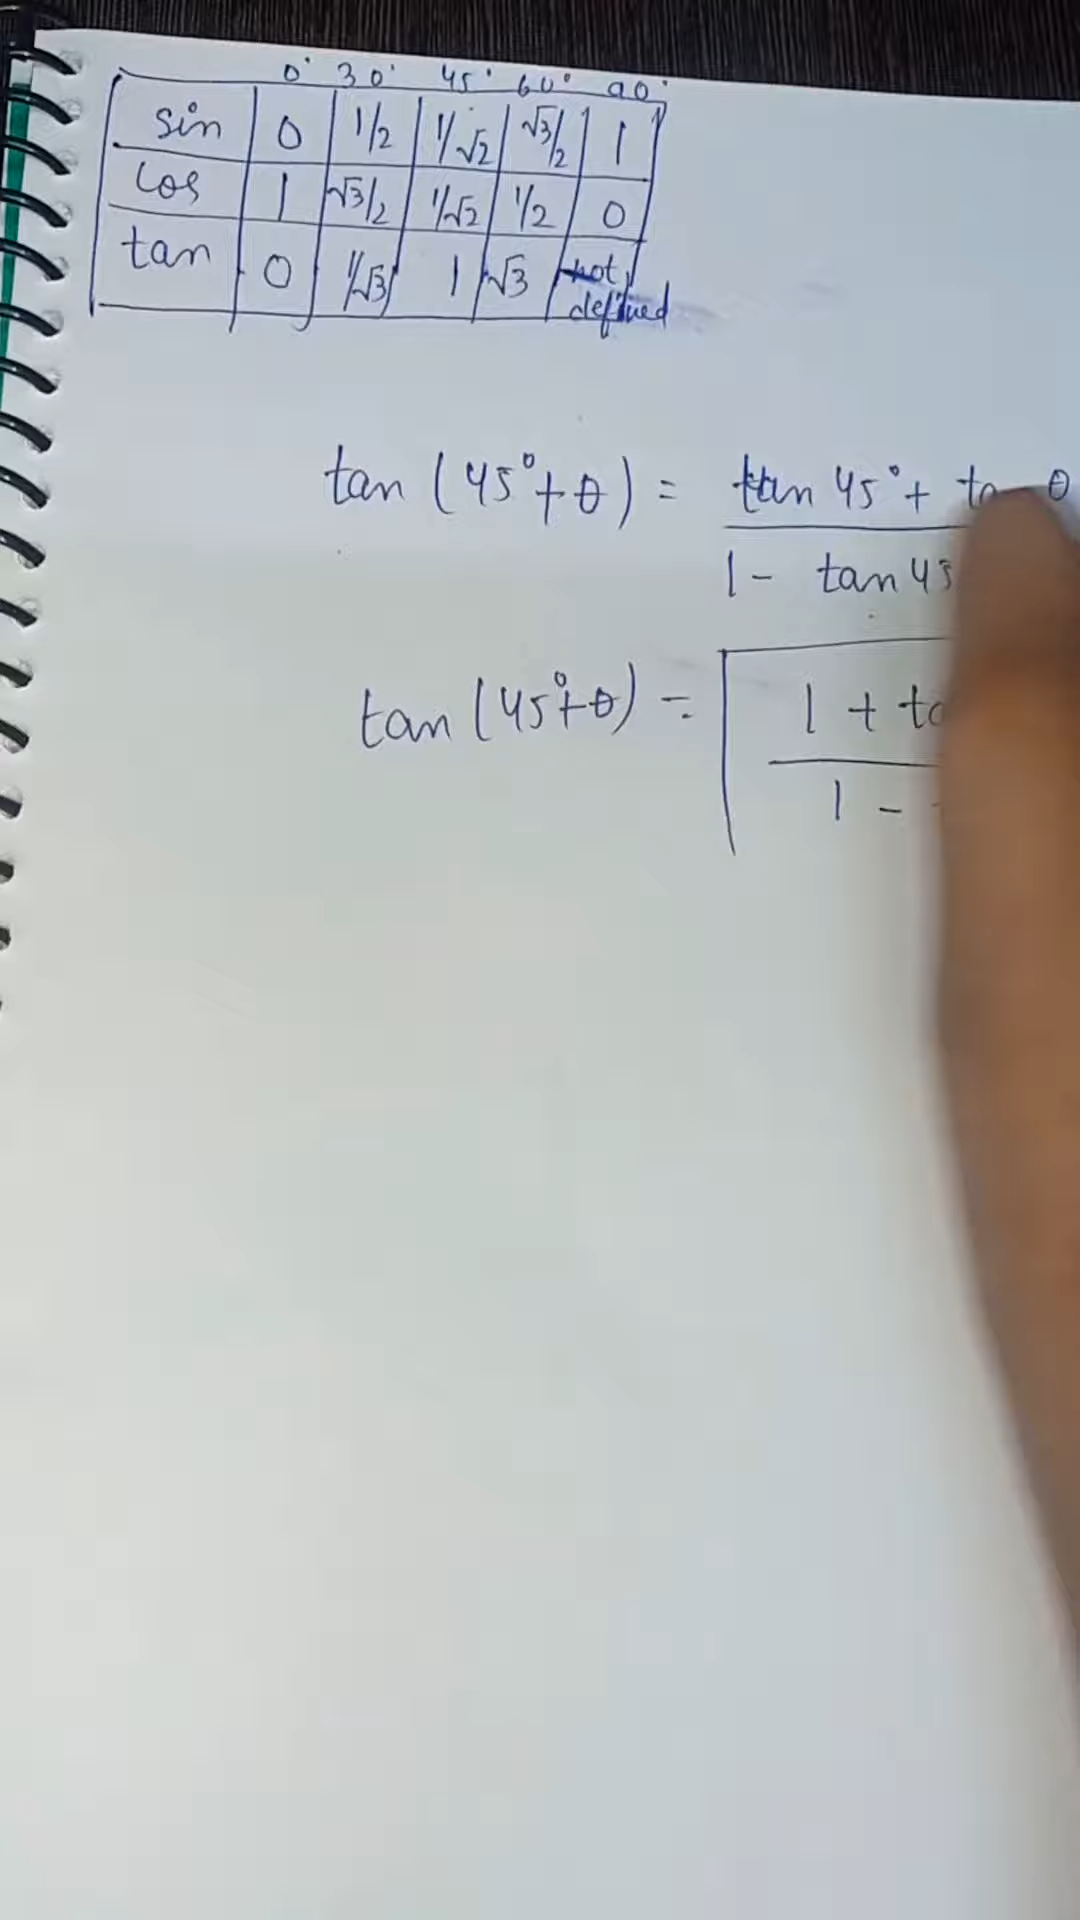 0° 30° 45° 60° 90°
sin 0 1/2 1/√2 √3/2 1
cos 1 √3/2 1/√2 1/2 0
tan 0 1/√3 1 √3 not defined
tan (45°+θ) = tan 45° + θ
1 - tan 45
tan (45°+θ) =
1 +
1 -